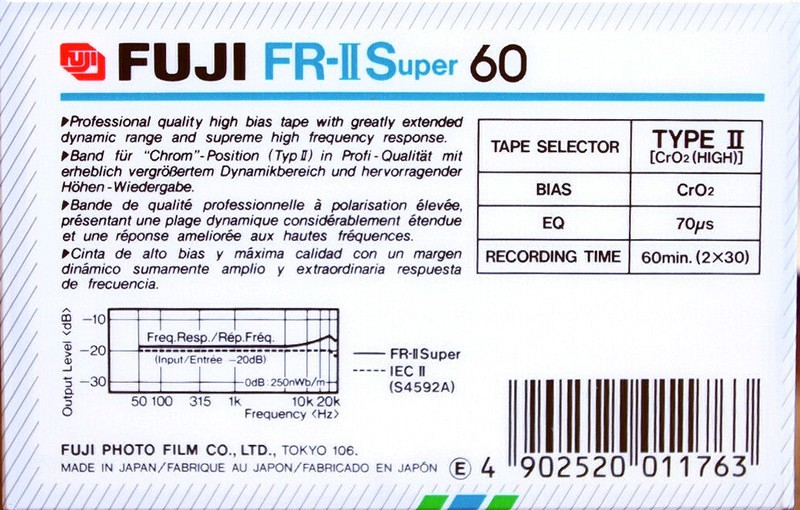 FUJI FUJI FR-II Super 60
▶Professional quality high bias tape with greatly extended
dynamic range and supreme high frequency response.
▶Band für "Chrom"-Position (Typ II) in Profi-Qualität mit
erheblich vergrößertem Dynamikbereich und hervorragender
Höhen-Wiedergabe.
▶Bande de qualité professionnelle à polarisation élevée,
présentant une plage dynamique considérablement étendue
et une réponse ameliorée aux hautes fréquences.
▶Cinta de alto bias y máxima calidad con un margen
dinámico sumamente amplio y extraordinaria respuesta
de frecuencia.
TAPE SELECTOR TYPE II
[CrO2 (HIGH)]
BIAS CrO2
EQ 70μs
RECORDING TIME 60min. (2×30)
Output Level <dB>
-10
-20
-30
Freq.Resp./Rép.Fréq.
(Input/Entrée -20dB)
0dB:250nWb/m
50 100 315 1k 10k 20k
Frequency <Hz>
FR-II Super
IEC II
(S4592A)
FUJI PHOTO FILM CO., LTD., TOKYO 106.
MADE IN JAPAN/FABRIQUE AU JAPON/FABRICADO EN JAPÓN Ⓔ
4 902520 011763